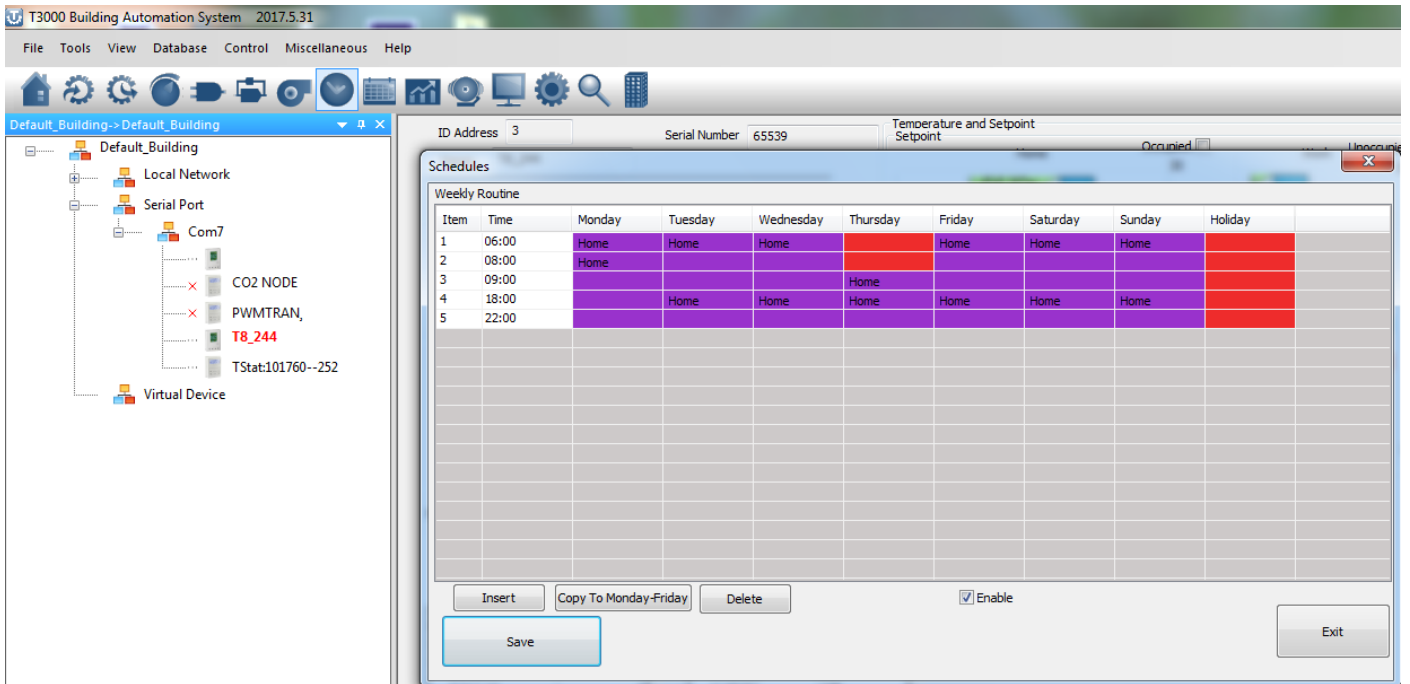 T3000 Building Automation System 2017.5.31
File Tools View Database Control Miscellaneous Help
Default_Building->Default_Building
Default_Building
Local Network
Serial Port
Com7
CO2 NODE
PWMTRAN,
T8_244
TStat:101760--252
Virtual Device
ID Address 3 Serial Number 65539
Temperature and Setpoint
Setpoint
Occupied
Schedules
Weekly Routine
Item Time Monday Tuesday Wednesday Thursday Friday Saturday Sunday Holiday
1 06:00 Home Home Home Home Home Home
2 08:00 Home
3 09:00 Home
4 18:00 Home Home Home Home Home Home
5 22:00
Insert Copy To Monday-Friday Delete Enable
Save Exit